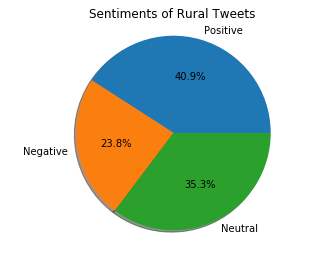 Sentiments of Rural Tweets
Positive
40.9%
Negative
23.8%
35.3%
Neutral